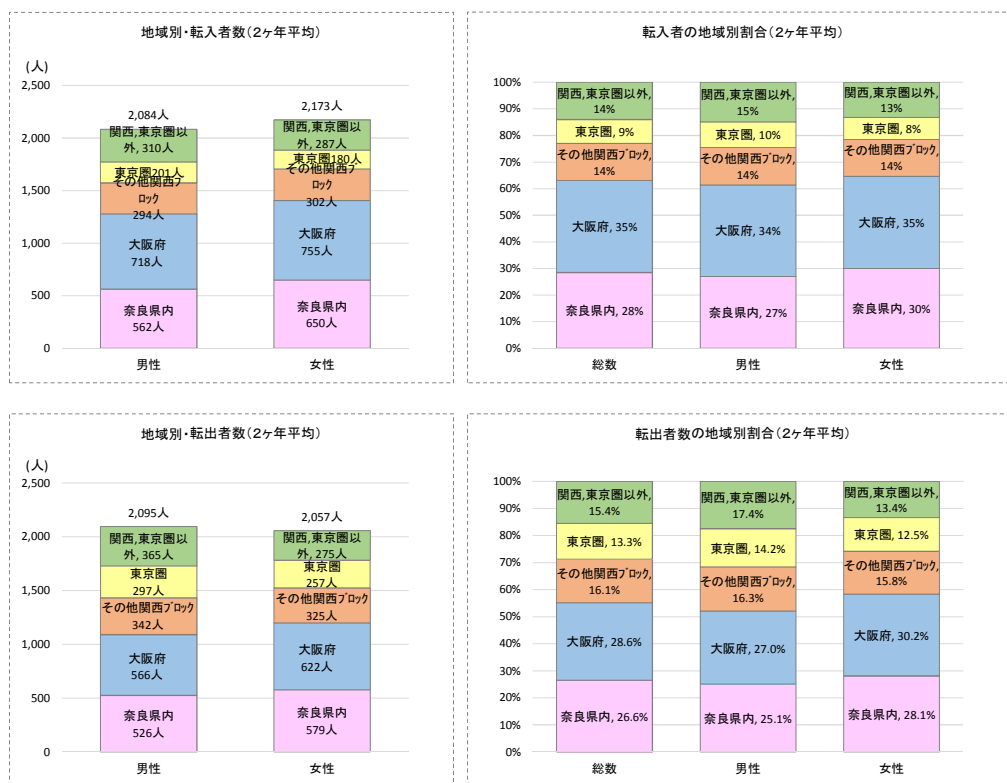 地域別・転入者数(2ヶ年平均)
(人)
2,500
2,000
1,500
1,000
500
0
2,084人
関西,東京圏以
外, 310人
東京圏201人
その他関西ブ
ロック
294人
大阪府
718人
奈良県内
562人
男性
2,173人
関西,東京圏以
外, 287人
東京圏180人
その他関西ブ
ロック
302人
大阪府
755人
奈良県内
650人
女性
転入者の地域別割合(2ヶ年平均)
100%
90%
80%
70%
60%
50%
40%
30%
20%
10%
0%
関西,東京圏以外,
14%
東京圏, 9%
その他関西ブロック,
14%
大阪府, 35%
奈良県内, 28%
総数
関西,東京圏以外,
15%
東京圏, 10%
その他関西ブロック,
14%
大阪府, 34%
奈良県内, 27%
男性
関西,東京圏以外,
13%
東京圏, 8%
その他関西ブロック,
14%
大阪府, 35%
奈良県内, 30%
女性
地域別・転出者数(2ヶ年平均)
(人)
2,500
2,000
1,500
1,000
500
0
2,095人
関西,東京圏以
外, 365人
東京圏
297人
その他関西ブロック
342人
大阪府
566人
奈良県内
526人
男性
2,057人
関西,東京圏以
外, 275人
東京圏
257人
その他関西ブロック
325人
大阪府
622人
奈良県内
579人
女性
転出者数の地域別割合(2ヶ年平均)
100%
90%
80%
70%
60%
50%
40%
30%
20%
10%
0%
関西,東京圏以外,
15.4%
東京圏, 13.3%
その他関西ブロック,
16.1%
大阪府, 28.6%
奈良県内, 26.6%
総数
関西,東京圏以外,
17.4%
東京圏, 14.2%
その他関西ブロック,
16.3%
大阪府, 27.0%
奈良県内, 25.1%
男性
関西,東京圏以外,
13.4%
東京圏, 12.5%
その他関西ブロック,
15.8%
大阪府, 30.2%
奈良県内, 28.1%
女性